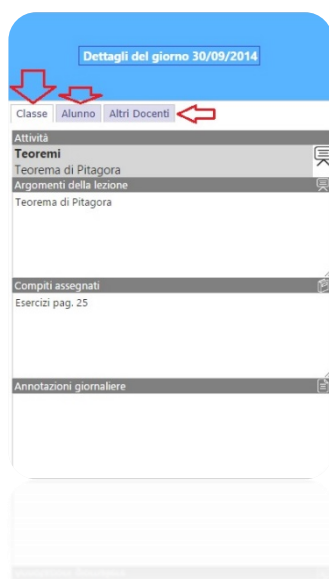 Dettagli del giorno 30/09/2014
Classe Alunno Altri Docenti
Attività
Teoremi
Teorema di Pitagora
Argomenti della lezione
Teorema di Pitagora
Compiti assegnati
Esercizi pag. 25
Annotazioni giornaliere